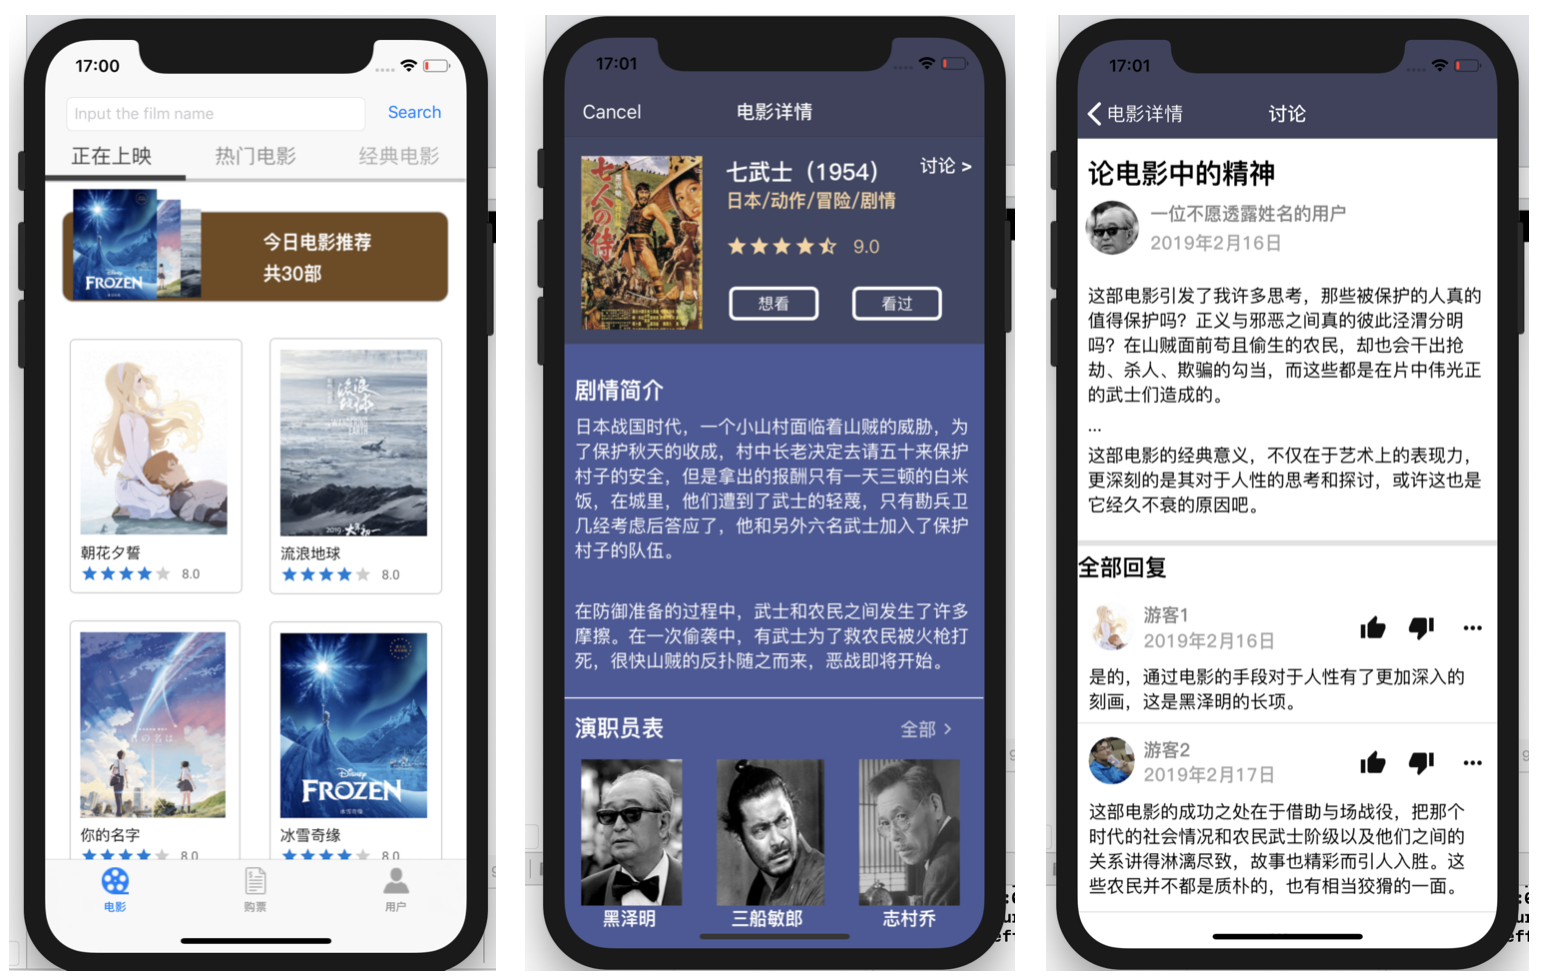 17:00
Input the film name
Search
正在上映
热门电影
经典电影
Disney
FROZEN
今日电影推荐
共30部
朝花夕誓
8.0
流浪地球
8.0
君の名は。
你的名字
8.0
Disney
FROZEN
冰雪奇缘
冰雪奇缘
8.0
电影
购票
用户
17:01
Cancel
电影详情
七人の侍
七武士（1954）
讨论 >
日本/动作/冒险/剧情
9.0
想看
看过
剧情简介
日本战国时代，一个小山村面临着山贼的威胁，为
了保护秋天的收成，村中长老决定去请五十来保护
村子的安全，但是拿出的报酬只有一天三顿的白米
饭，在城里，他们遭到了武士的轻蔑，只有勘兵卫
几经考虑后答应了，他和另外六名武士加入了保护
村子的队伍。
在防御准备的过程中，武士和农民之间发生了许多
摩擦。在一次偷袭中，有武士为了救农民被火枪打
死，很快山贼的反扑随之而来，恶战即将开始。
演职员表
全部 >
黑泽明
三船敏郎
志村乔
17:01
电影详情
讨论
论电影中的精神
一位不愿透露姓名的用户
2019年2月16日
这部电影引发了我许多思考，那些被保护的人真的
值得保护吗？正义与邪恶之间真的彼此泾渭分明
吗？在山贼面前苟且偷生的农民，却也会干出抢
劫、杀人、欺骗的勾当，而这些都是在片中伟光正
的武士们造成的。
...
这部电影的经典意义，不仅在于艺术上的表现力，
更深刻的是其对于人性的思考和探讨，或许这也是
它经久不衰的原因吧。
全部回复
游客1
2019年2月16日
是的，通过电影的手段对于人性有了更加深入的
刻画，这是黑泽明的长项。
游客2
2019年2月17日
这部电影的成功之处在于借助与场战役，把那个
时代的社会情况和农民武士阶级以及他们之间的
关系讲得淋漓尽致，故事也精彩而引人入胜。这
些农民并不都是质朴的，也有相当狡猾的一面。